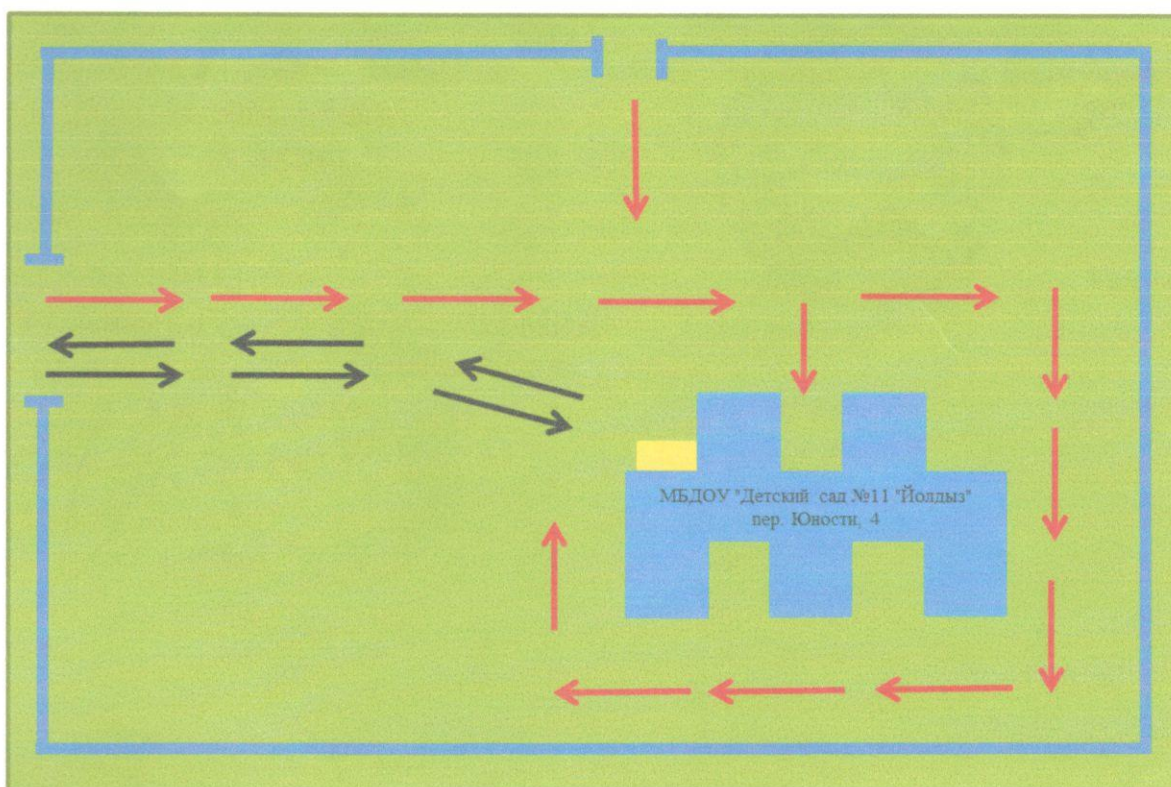 МБДОУ "Детский сад №11 "Йолдыз"
пер. Юности, 4